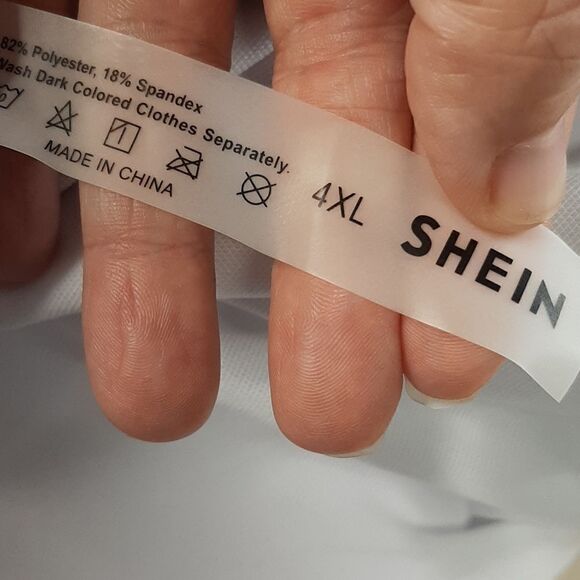 82% Polyester, 18% Spandex
Wash Dark Colored Clothes Separately.
MADE IN CHINA
4XL
SHEIN